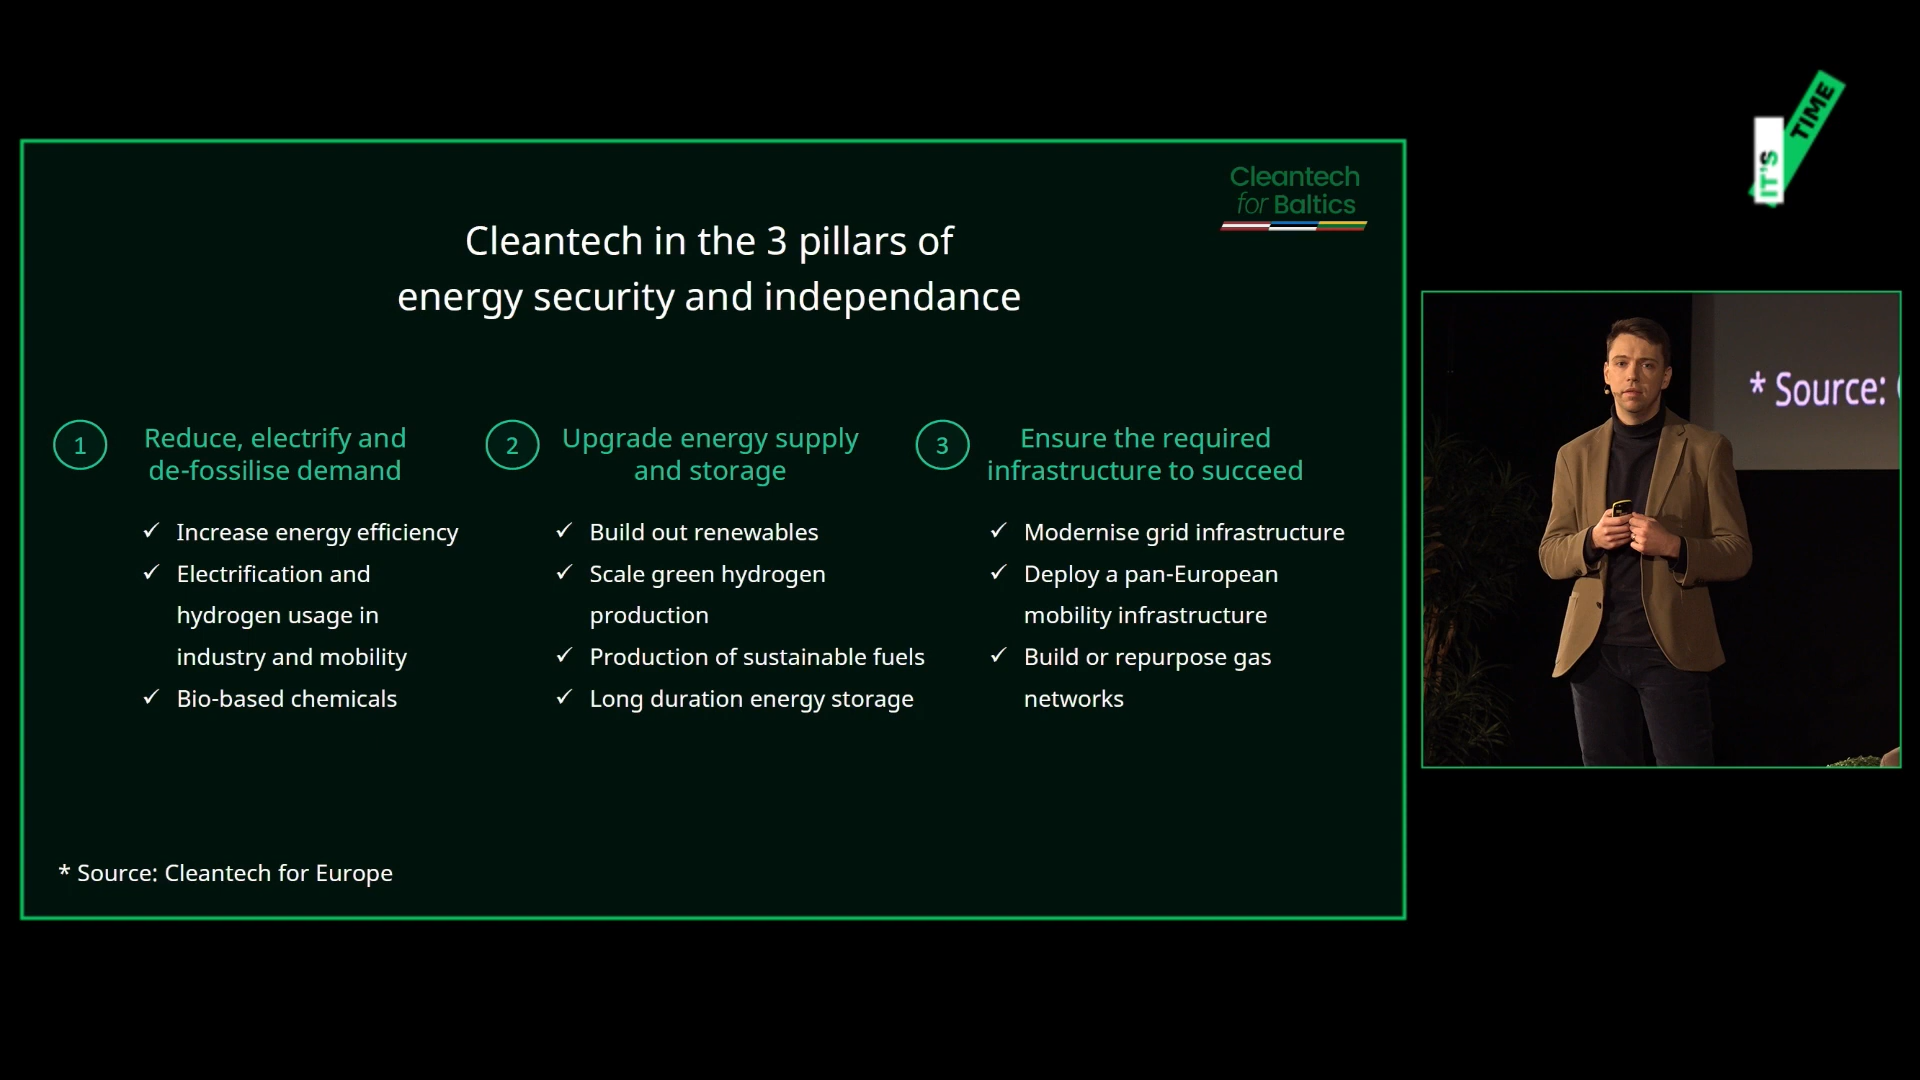 IT'S TIME
Cleantech
for Baltics
Cleantech in the 3 pillars of
energy security and independance
1
Reduce, electrify and
de-fossilise demand
✓ Increase energy efficiency
✓ Electrification and
hydrogen usage in
industry and mobility
✓ Bio-based chemicals
2
Upgrade energy supply
and storage
✓ Build out renewables
✓ Scale green hydrogen
production
✓ Production of sustainable fuels
✓ Long duration energy storage
3
Ensure the required
infrastructure to succeed
✓ Modernise grid infrastructure
✓ Deploy a pan-European
mobility infrastructure
✓ Build or repurpose gas
networks
* Source: Cleantech for Europe
* Source: